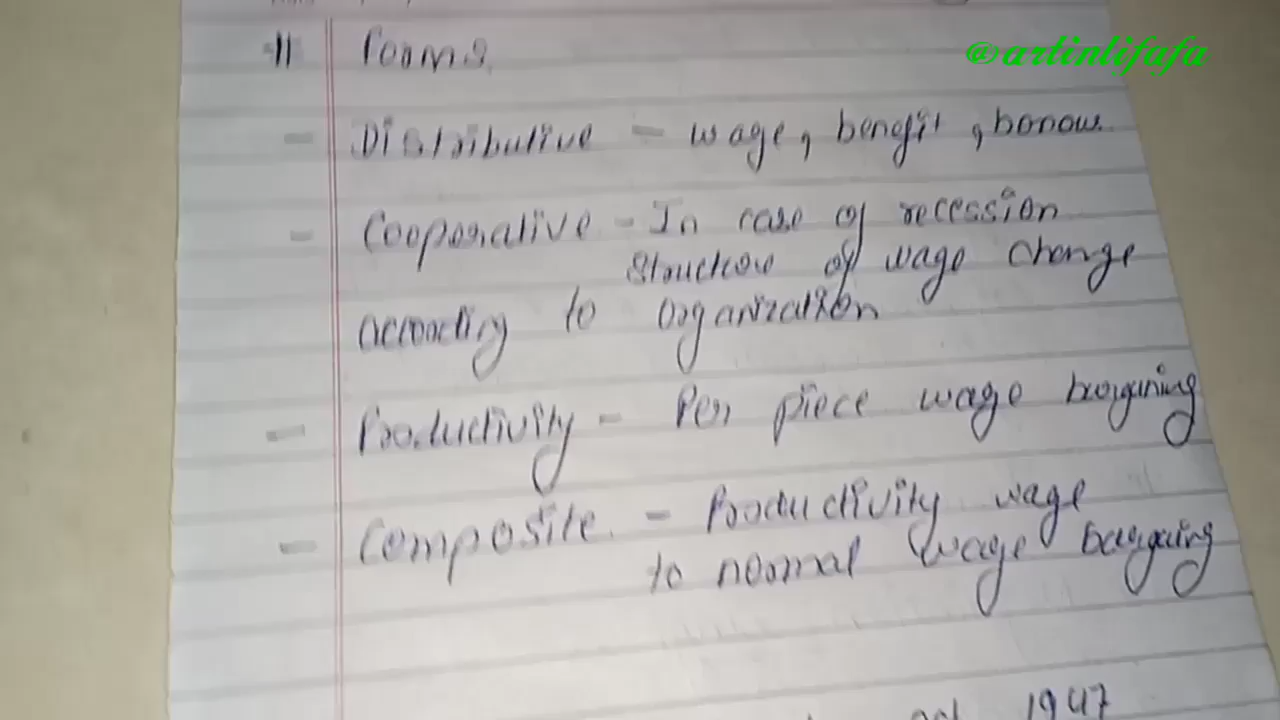 @artinlifafa
11 Forms
- Distributive - wage, benefit, bonous
- Cooperative - In case of recession
structure of wage change
according to organization
- Productivity - Per piece wage bargaining
- Composite - Productivity wage
to normal wage bargaining
1947